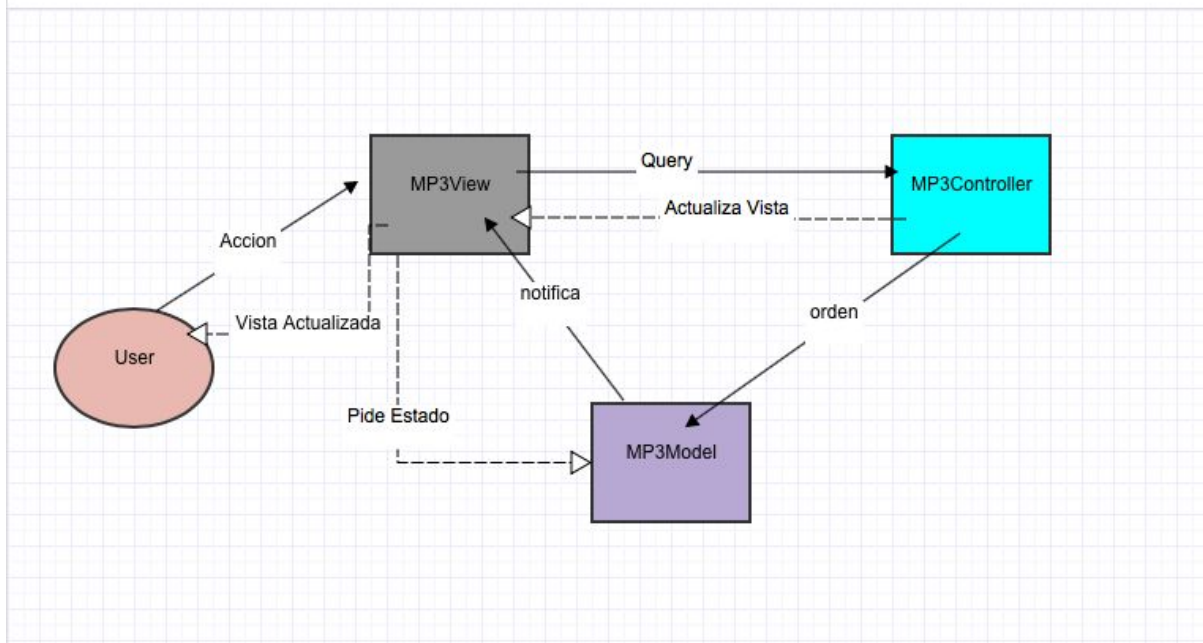 Query
MP3View
MP3Controller
Actualiza Vista
Accion
notifica
orden
Vista Actualizada
User
Pide Estado
MP3Model